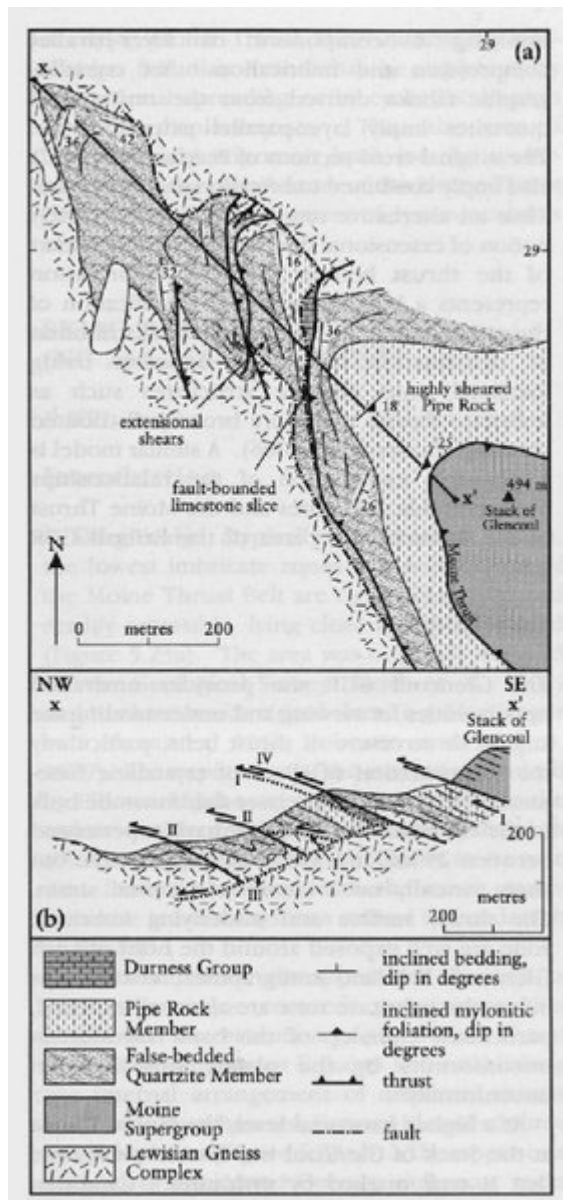 29
(a)
X
34
29
32
16
36
highly sheared
Pipe Rock
18
25
extensional
shears
fault-bounded
limestone slice
26
X'
494 m
Stack of
Glencoul
Moine Thrust
N
0 metres 200
NW
X
SE
X'
Stack of
Glencoul
IV
I
II
II
III
200
metres
200
(b)
Durness Group
Pipe Rock
Member
False-bedded
Quartzite Member
Moine
Supergroup
Lewisian Gneiss
Complex
inclined bedding,
dip in degrees
inclined mylonitic
foliation, dip in
degrees
thrust
fault